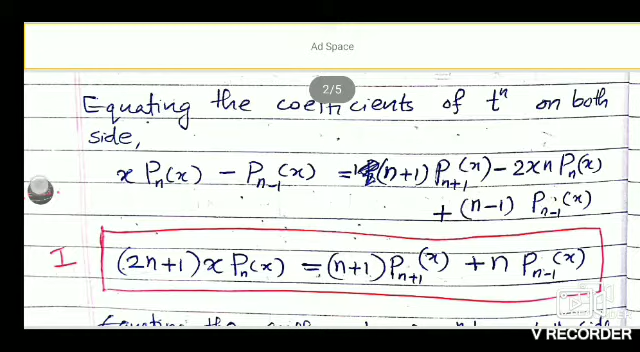 Ad Space
2/5
Equating the coefficients of tⁿ on both
side,
x Pₙ(x) − Pₙ₋₁(x) = (n+1) Pₙ₊₁(x) − 2xn Pₙ(x)
+ (n−1) Pₙ₋₁(x)
I (2n+1) x Pₙ(x) = (n+1) Pₙ₊₁(x) + n Pₙ₋₁(x)
V RECORDER